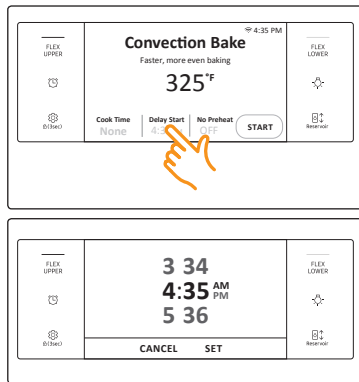 4:35 PM
FLEX
UPPER
Convection Bake
FLEX
LOWER
Faster, more even baking
325°F
Cook Time
None
Delay Start
No Preheat
OFF
START
(3sec)
Reservoir
FLEX
UPPER
3 34
FLEX
LOWER
4:35 AM
PM
5 36
(3sec)
Reservoir
CANCEL SET